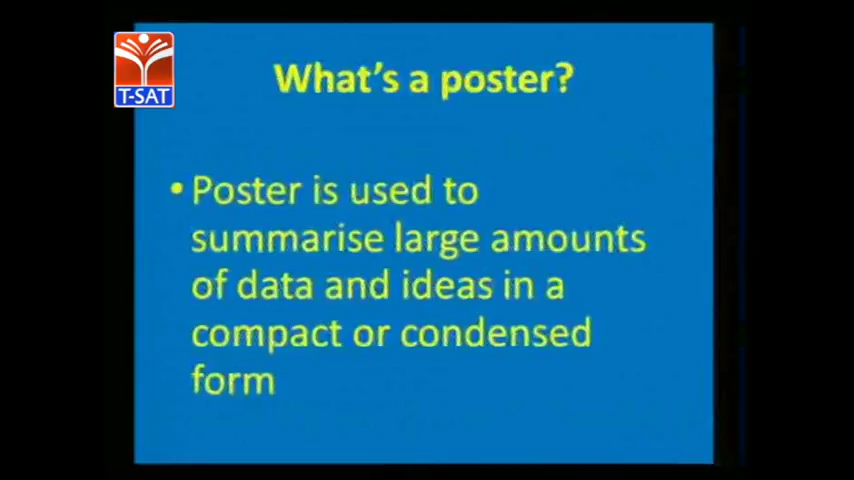 T-SAT
What's a poster?
• Poster is used to
summarise large amounts
of data and ideas in a
compact or condensed
form